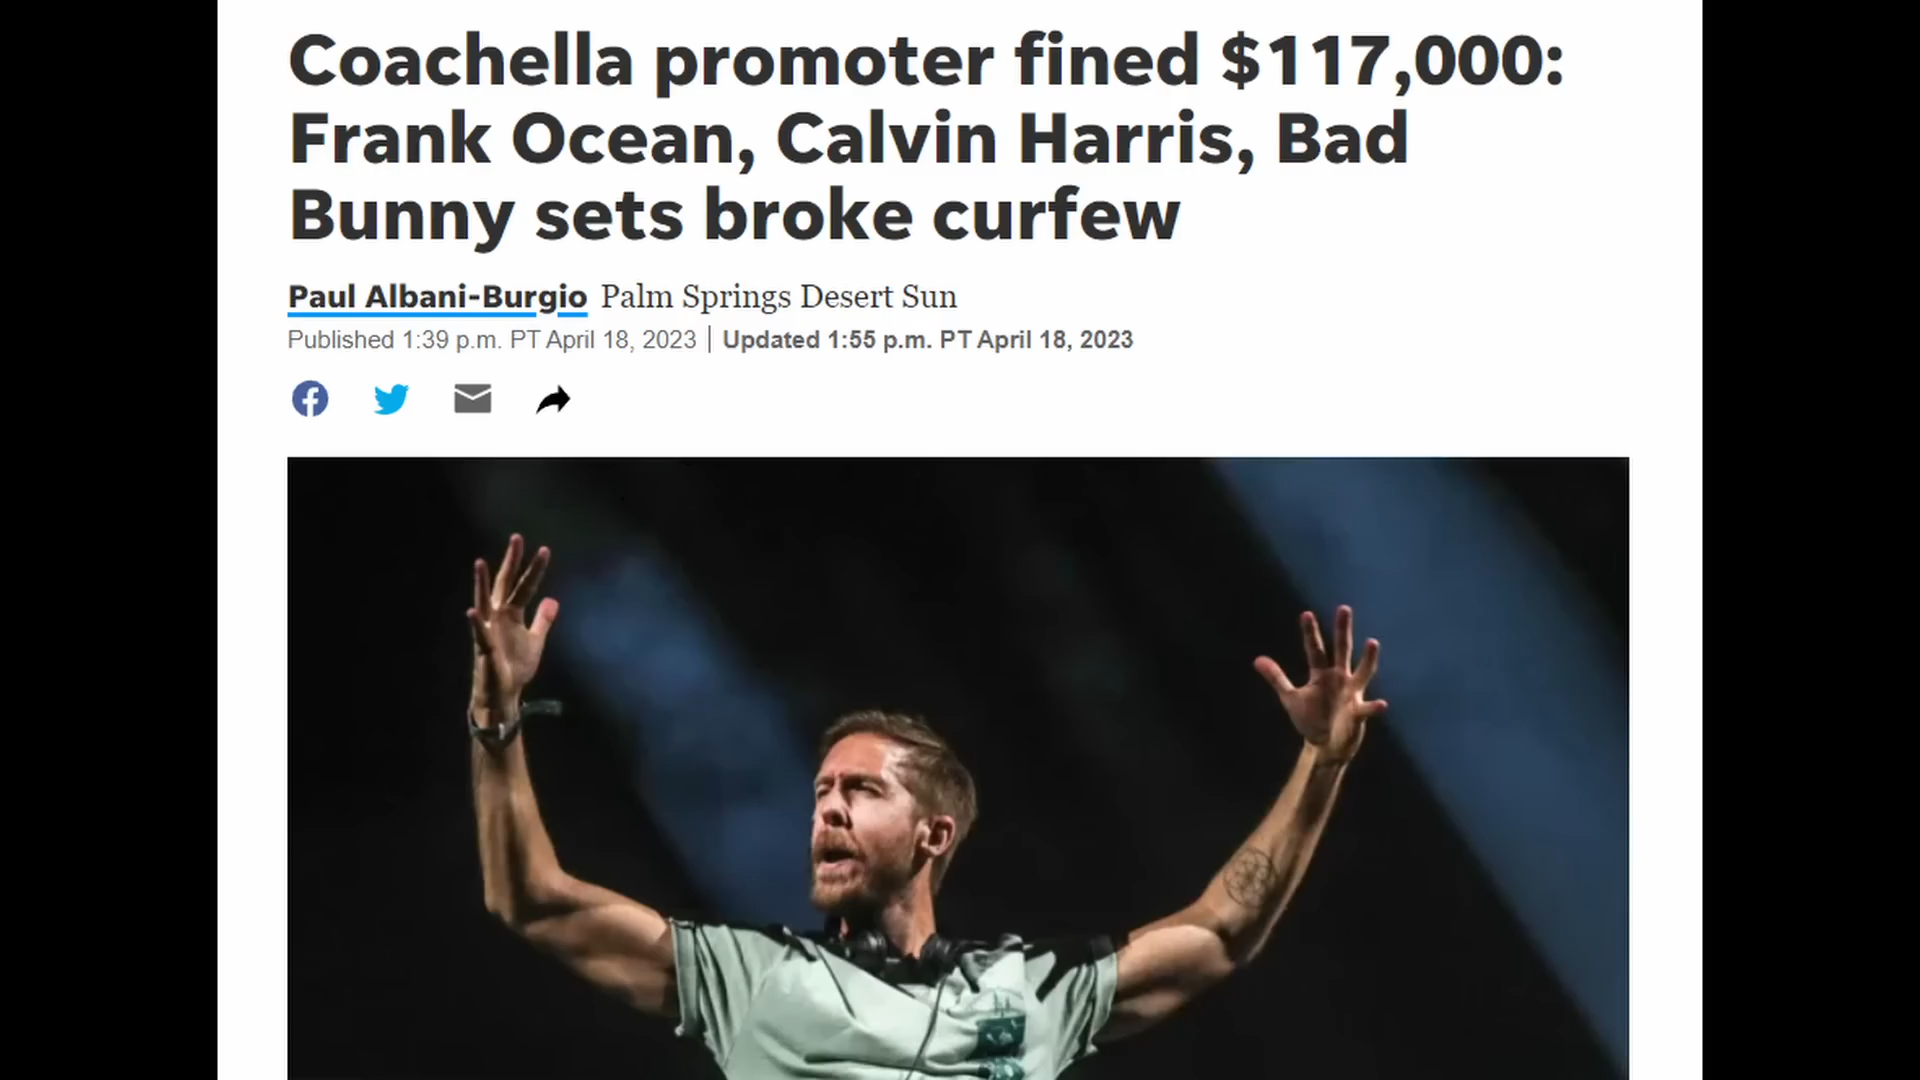 Coachella promoter fined $117,000:
Frank Ocean, Calvin Harris, Bad
Bunny sets broke curfew
Paul Albani-Burgio Palm Springs Desert Sun
Published 1:39 p.m. PT April 18, 2023 | Updated 1:55 p.m. PT April 18, 2023